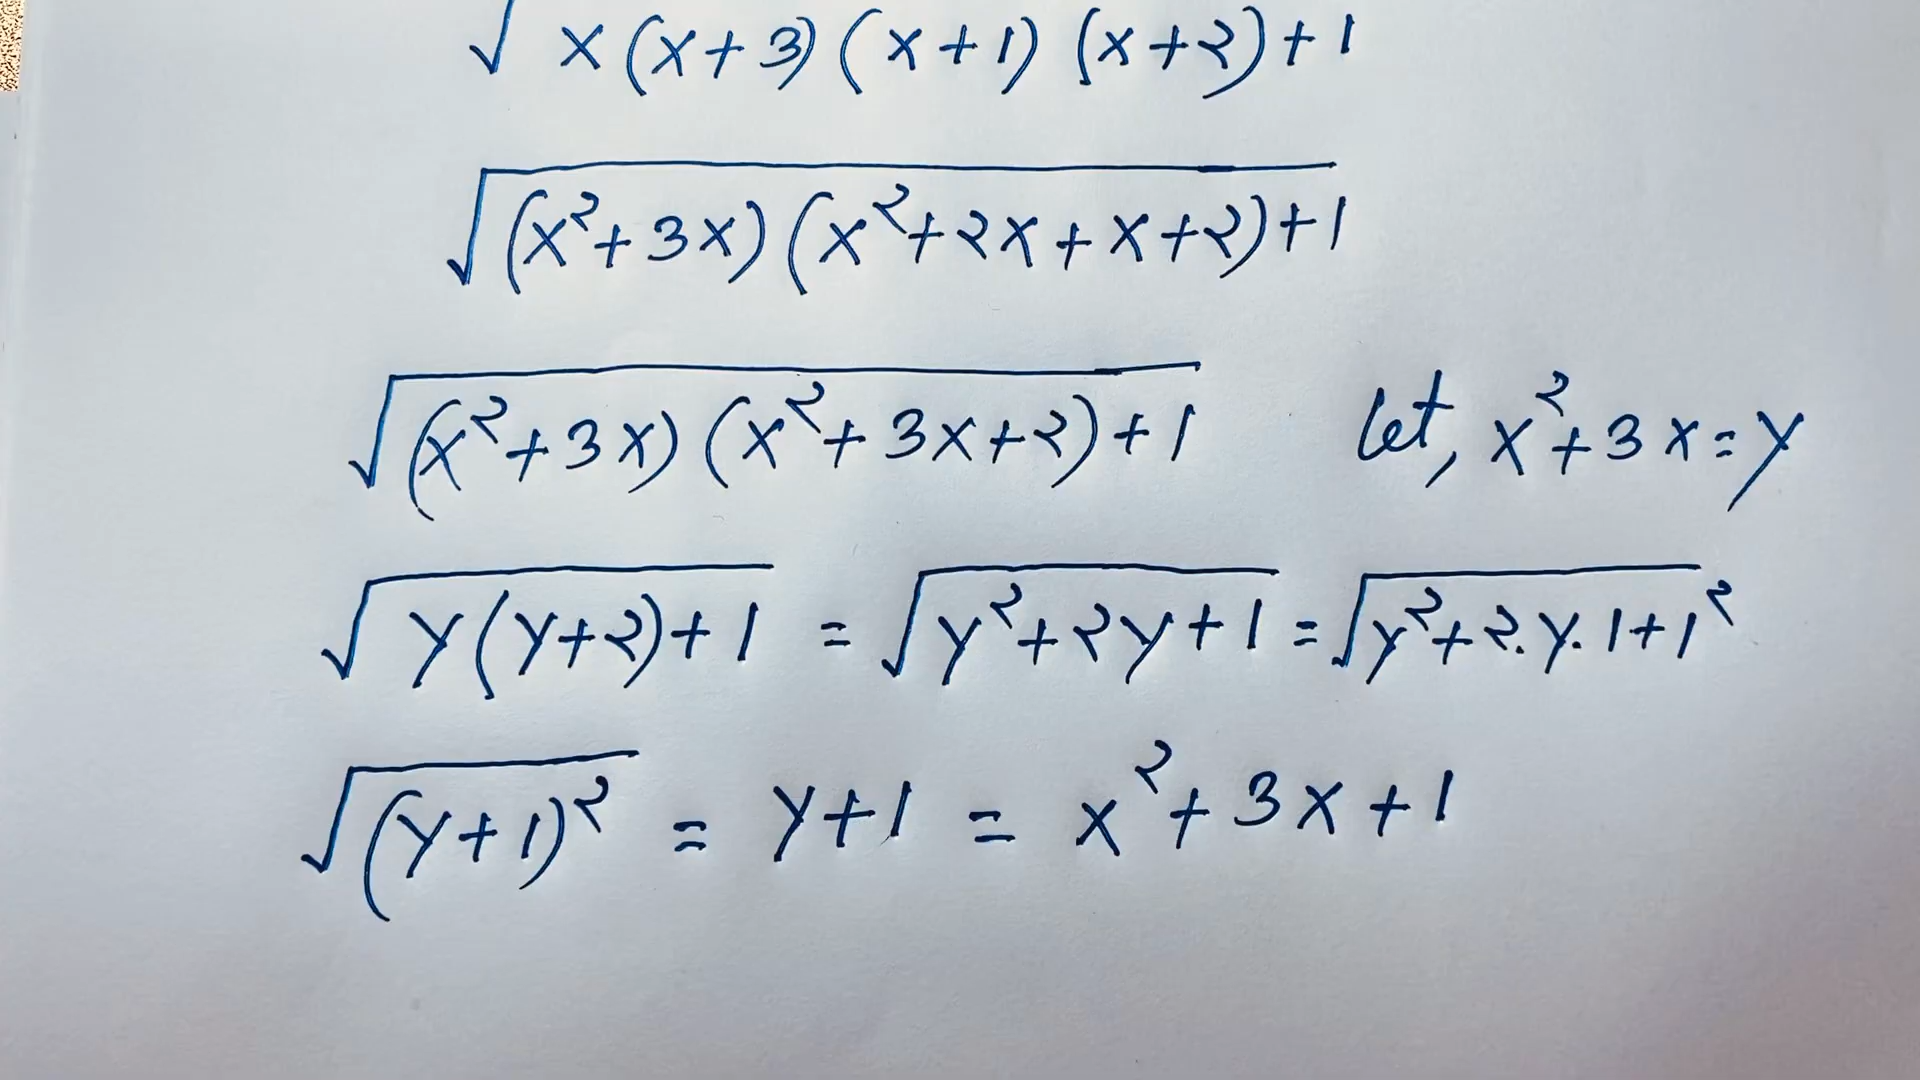 √x(x+3)(x+1)(x+2)+1
√(x²+3x)(x²+2x+x+2)+1
√(x²+3x)(x²+3x+2)+1 let, x²+3x=y
√y(y+2)+1 = √y²+2y+1 = √y²+2.y.1+1²
√(y+1)² = y+1 = x²+3x+1